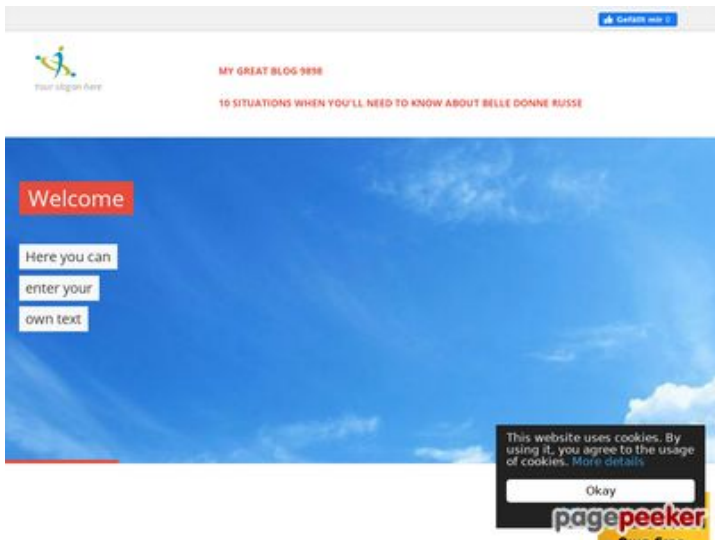 Gefällt mir 0
Your slogan here
MY GREAT BLOG 9898
10 SITUATIONS WHEN YOU'LL NEED TO KNOW ABOUT BELLE DONNE RUSSE
Welcome
Here you can
enter your
own text
This website uses cookies. By
using it, you agree to the usage
of cookies. More details
Okay
pagepeeker